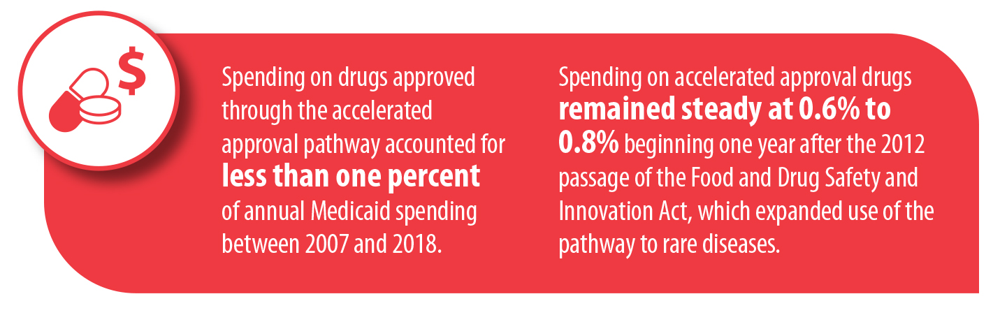 $
Spending on drugs approved
through the accelerated
approval pathway accounted for
less than one percent
of annual Medicaid spending
between 2007 and 2018.
Spending on accelerated approval drugs
remained steady at 0.6% to
0.8% beginning one year after the 2012
passage of the Food and Drug Safety and
Innovation Act, which expanded use of the
pathway to rare diseases.